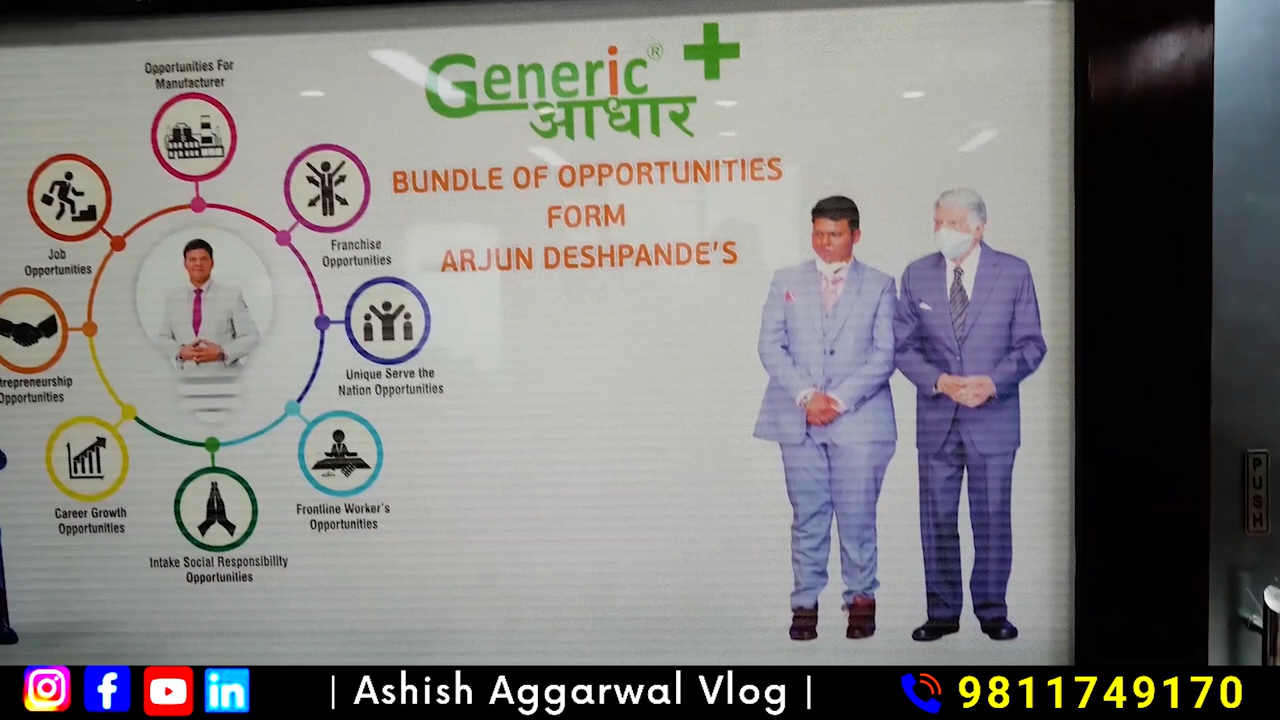 Opportunities For
Manufacturer
Generic®
आधार
BUNDLE OF OPPORTUNITIES
FORM
ARJUN DESHPANDE'S
Job
Opportunities
Franchise
Opportunities
trepreneurship
Opportunities
Unique Serve the
Nation Opportunities
Career Growth
Opportunities
Frontline Worker's
Opportunities
Intake Social Responsibility
Opportunities
PUSH
| Ashish Aggarwal Vlog |
9811749170